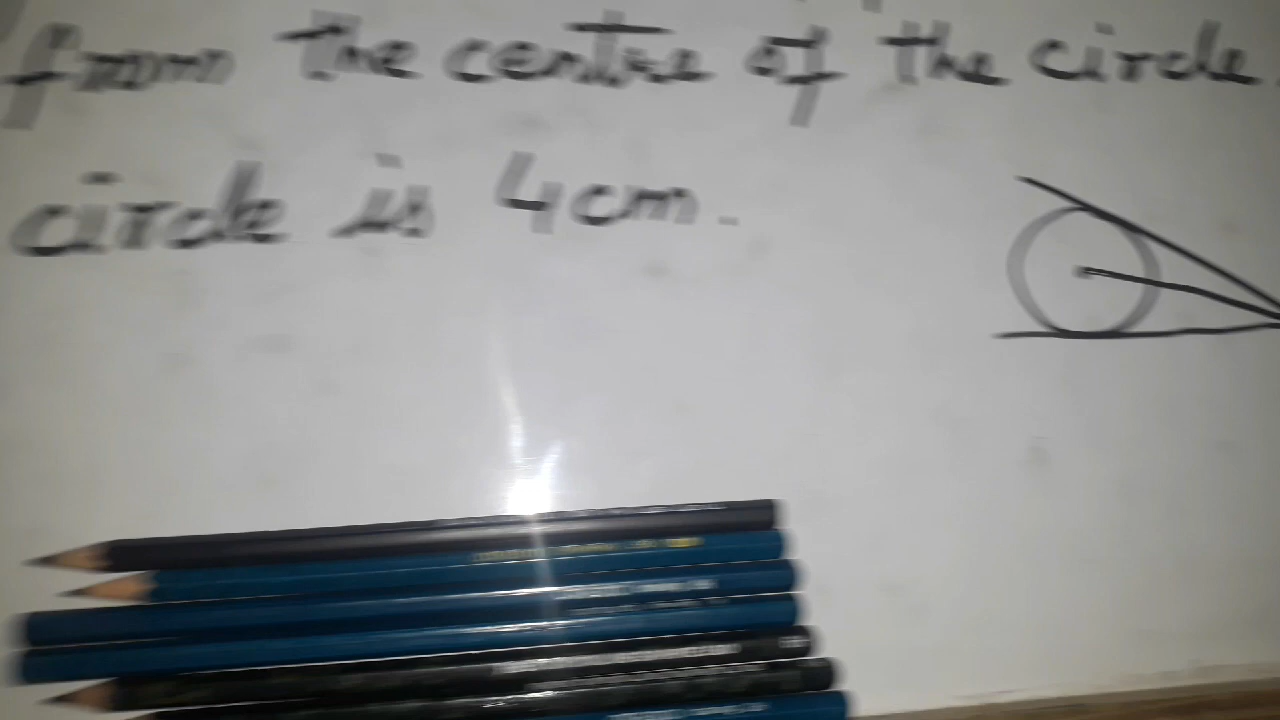 from the centre of the circle.
circle is 4cm.